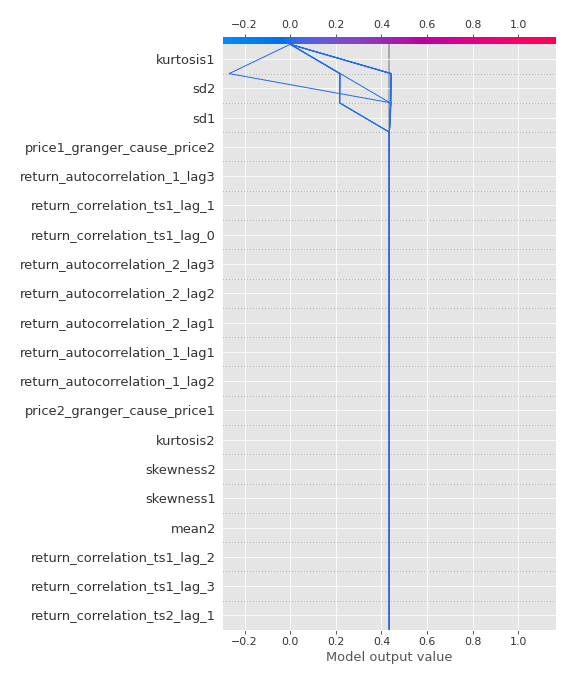 −0.2 0.0 0.2 0.4 0.6 0.8 1.0
kurtosis1
sd2
sd1
price1_granger_cause_price2
return_autocorrelation_1_lag3
return_correlation_ts1_lag_1
return_correlation_ts1_lag_0
return_autocorrelation_2_lag3
return_autocorrelation_2_lag2
return_autocorrelation_2_lag1
return_autocorrelation_1_lag1
return_autocorrelation_1_lag2
price2_granger_cause_price1
kurtosis2
skewness2
skewness1
mean2
return_correlation_ts1_lag_2
return_correlation_ts1_lag_3
return_correlation_ts2_lag_1
−0.2 0.0 0.2 0.4 0.6 0.8 1.0
Model output value